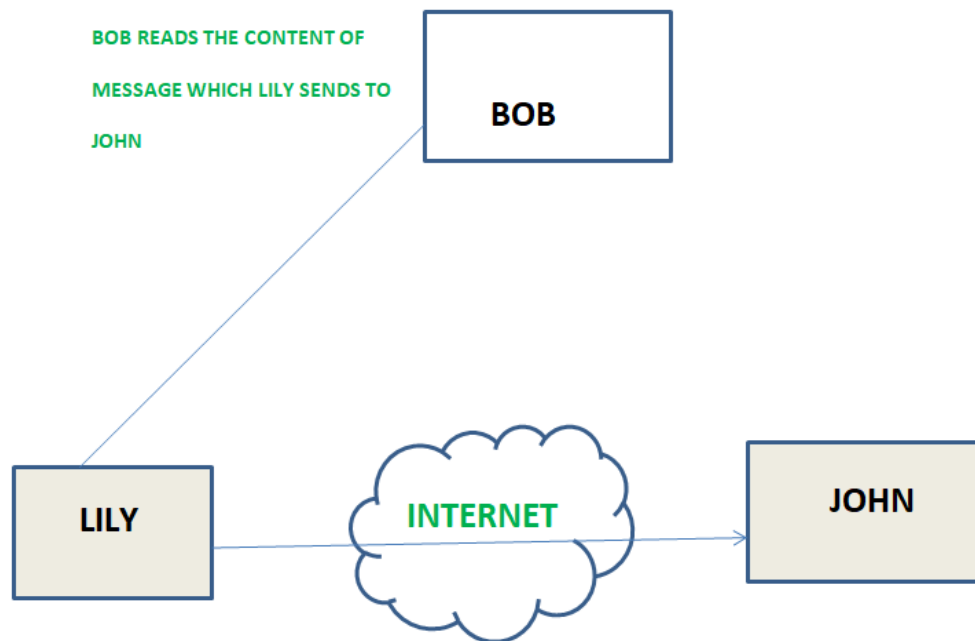 BOB READS THE CONTENT OF
MESSAGE WHICH LILY SENDS TO
JOHN
BOB
LILY
INTERNET
JOHN